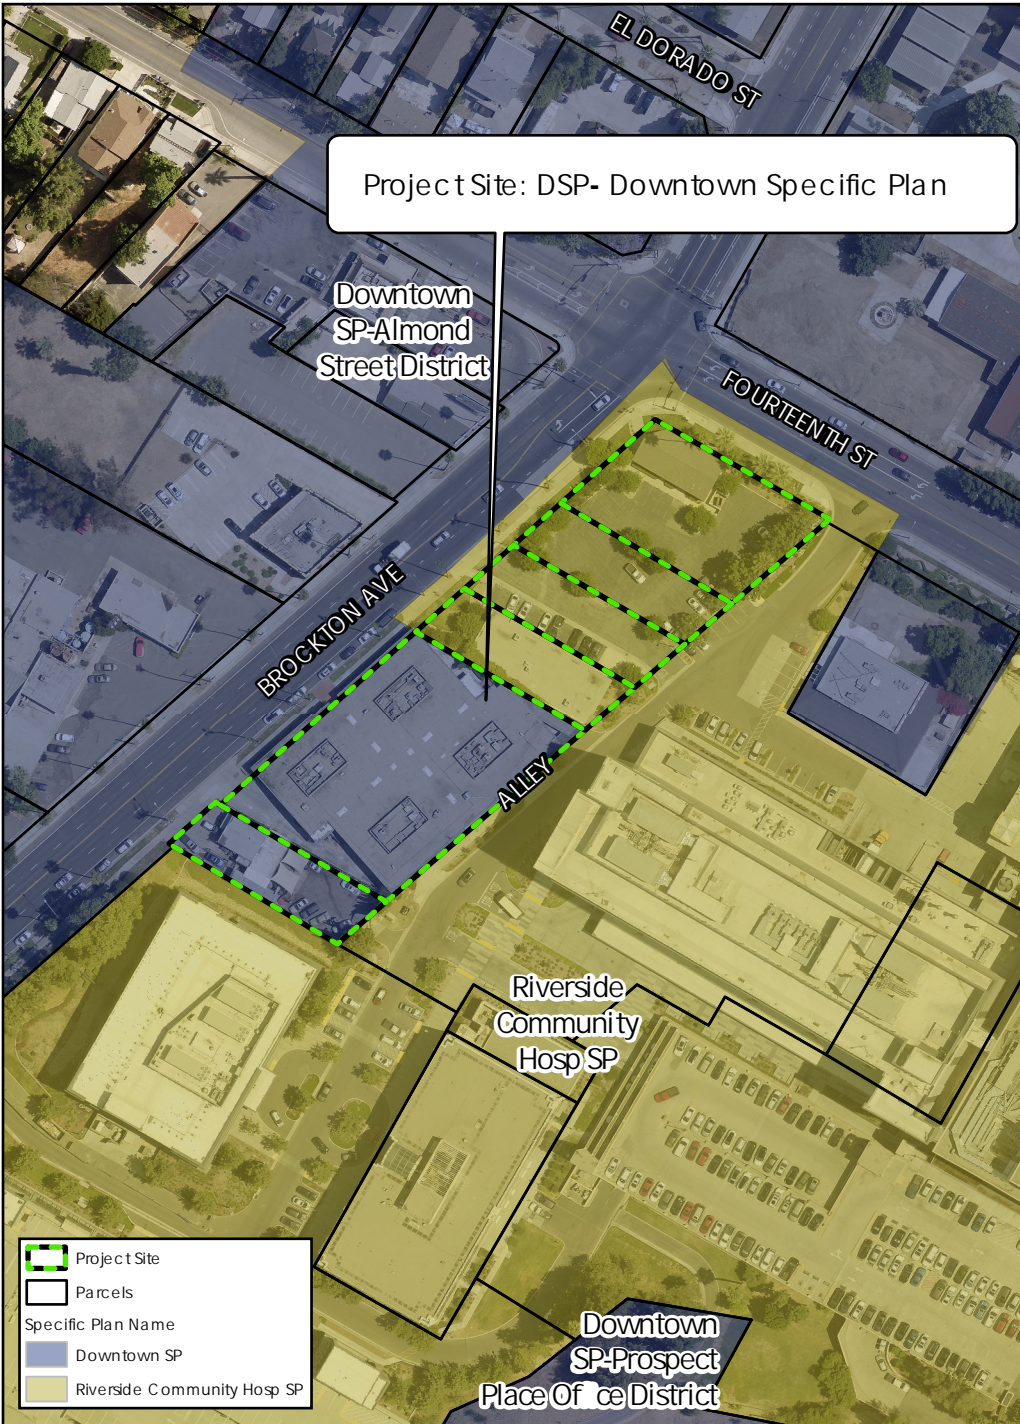 EL DORADO ST
Project Site: DSP- Downtown Specific Plan
Downtown
SP-Almond
Street District
FOURTEENTH ST
BROCKTON AVE
ALLEY
Riverside
Community
Hosp SP
Downtown
SP-Prospect
Place Of ce District
Project Site
Parcels
Specific Plan Name
Downtown SP
Riverside Community Hosp SP